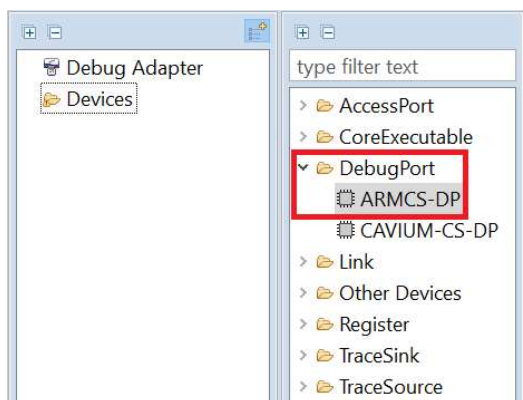 Debug Adapter
Devices
type filter text
AccessPort
CoreExecutable
DebugPort
ARMCS-DP
CAVIUM-CS-DP
Link
Other Devices
Register
TraceSink
TraceSource